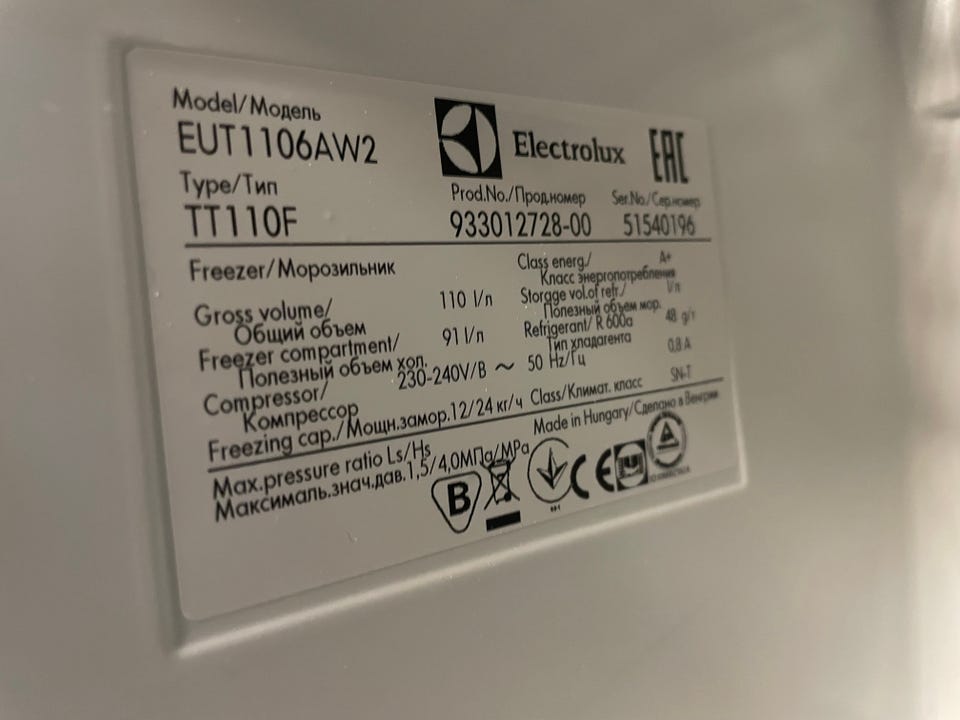 Model/Модель
EUT1106AW2
Electrolux
EAC
Type/Тип
TT110F
Prod.No./Прод.номер
933012728-00
Ser.No./Сер.номер
51540196
Freezer/Морозильник
Class energ./
Класс энергопотребления
A+
Gross volume/
Общий объем
110 l/л
Storage vol.of refr./
Полезный объем мор.
l/л
Freezer compartment/
Полезный объем хол.
91 l/л
Refrigerant/ R 600a
Тип хладагента
48 g/г
Compressor/
Компрессор
230-240V/В ~ 50 Hz/Гц
0,8 A
Freezing cap./Мощн.замор.12/24 кг/ч
Class/Климат. класс
SN-T
Max.pressure ratio Ls/Hs
Максималь.знач.дав.1,5/4,0МПа/MPa
Made in Hungary/Сделано в Венгрии
B
CE